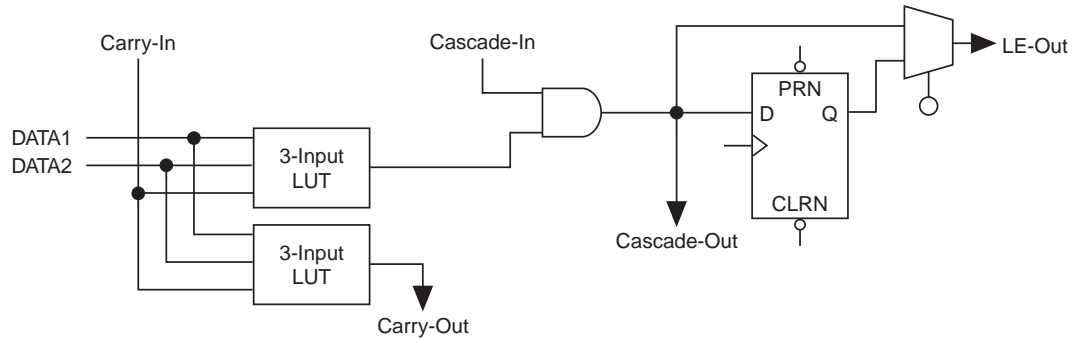 Carry-In
Cascade-In
LE-Out
PRN
DATA1
D
Q
DATA2
3-Input
LUT
CLRN
3-Input
LUT
Cascade-Out
Carry-Out